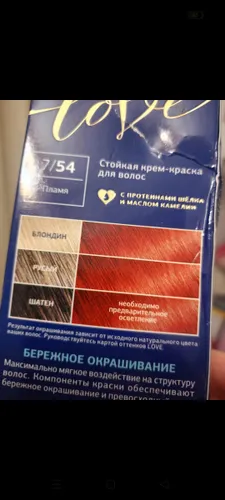 Love
7/54
Пламя
Стойкая крем-краска
для волос
С ПРОТЕИНАМИ ШЁЛКА
И МАСЛОМ КАМЕЛИИ
БЛОНДИН
РУСЫЙ
ШАТЕН
необходимо
предварительное
осветление
Результат окрашивания зависит от исходного натурального цвета
ваших волос. Руководствуйтесь картой оттенков LOVE.
БЕРЕЖНОЕ ОКРАШИВАНИЕ
Максимально мягкое воздействие на структуру
волос. Компоненты краски обеспечивают
бережное окрашивание и